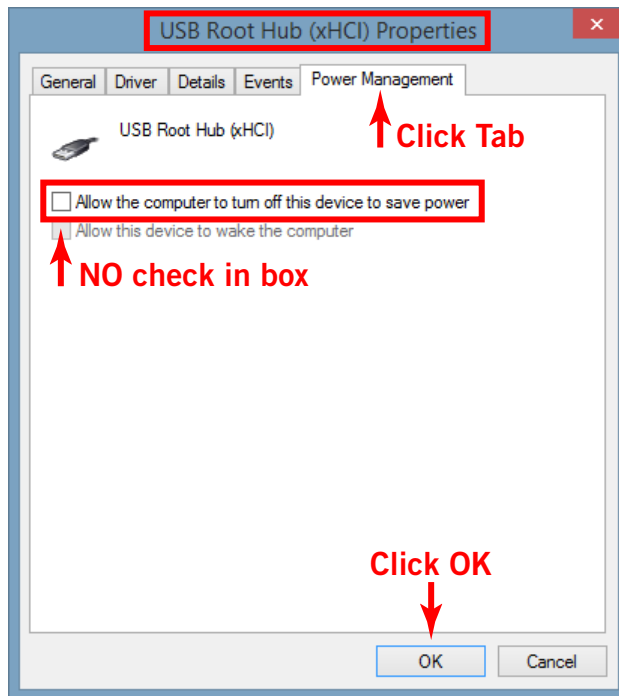 USB Root Hub (xHCI) Properties
×
General Driver Details Events Power Management
USB Root Hub (xHCI)
Click Tab
Allow the computer to turn off this device to save power
Allow this device to wake the computer
NO check in box
Click OK
OK Cancel